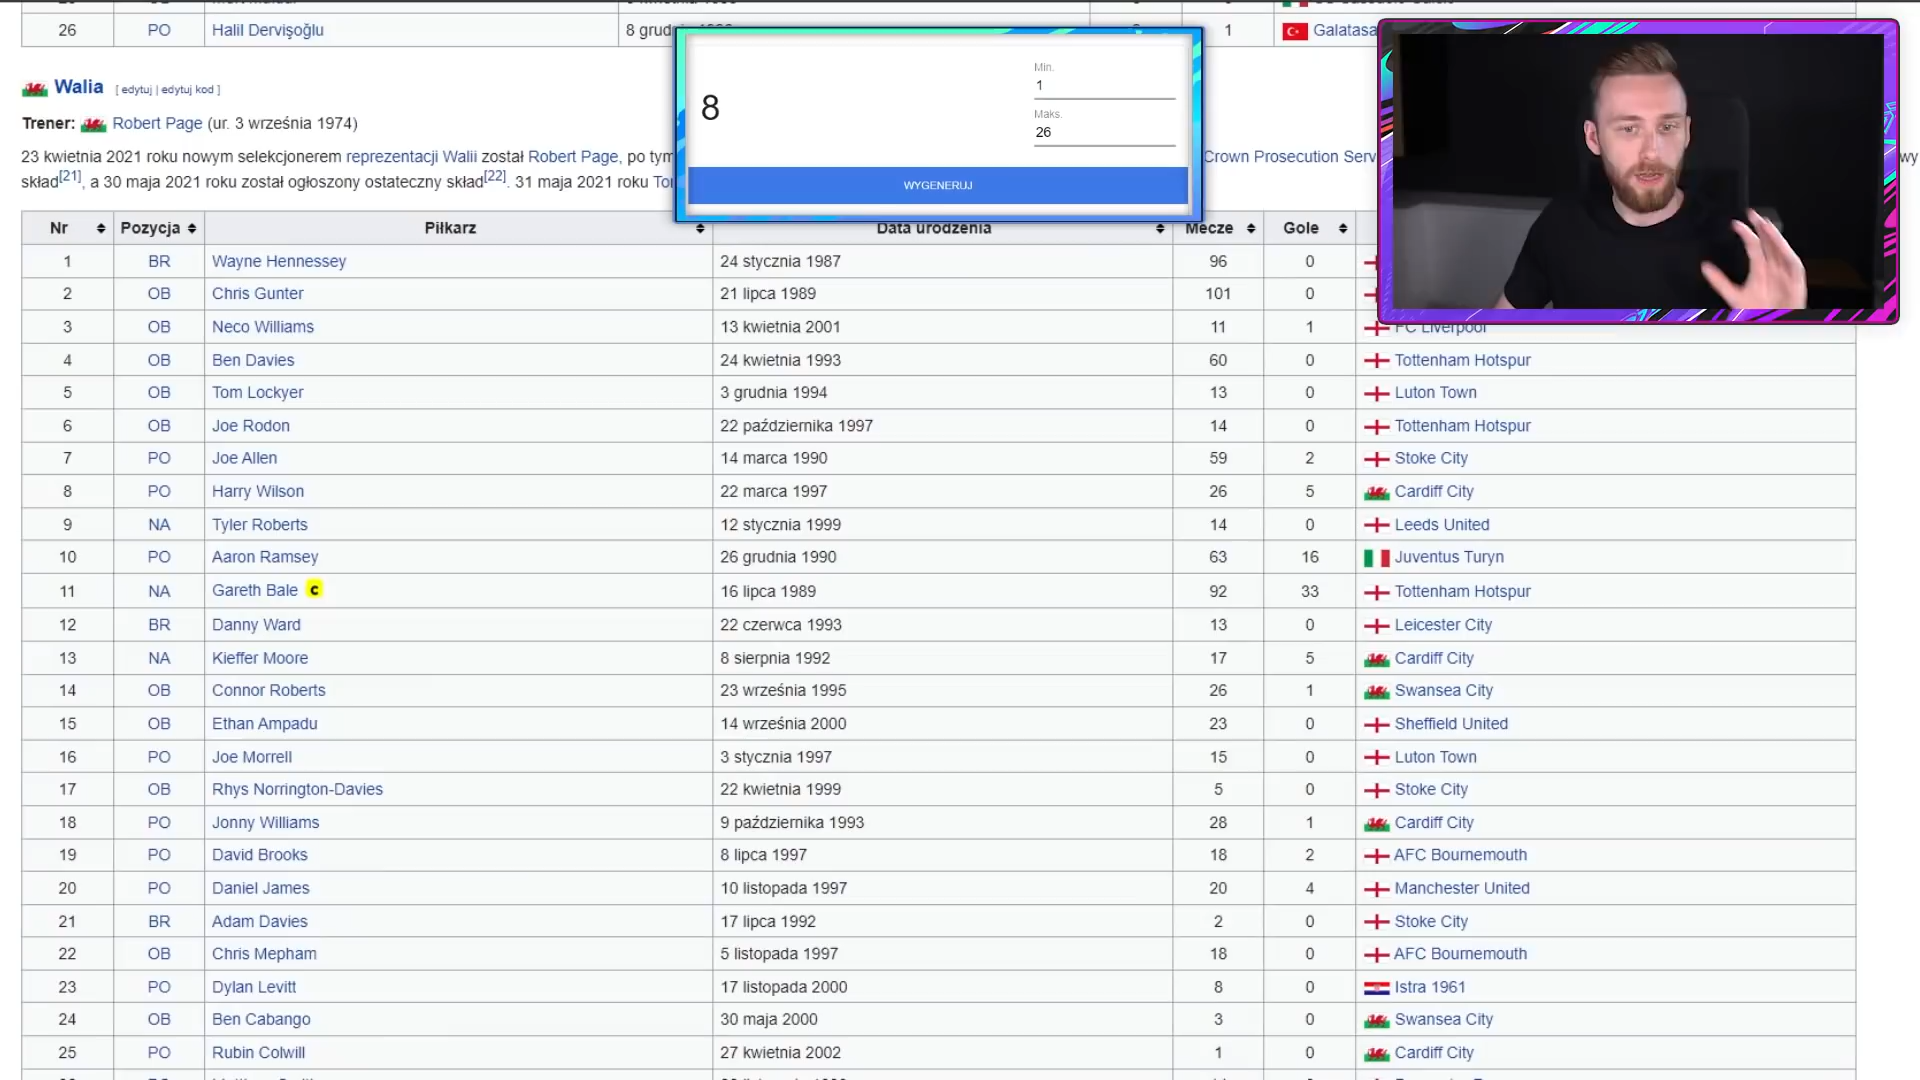 26 PO Halil Dervişoğlu 8 grud 1 Galatasa
Walia [ edytuj | edytuj kod ]
Trener: Robert Page (ur. 3 września 1974)
23 kwietnia 2021 roku nowym selekcjonerem reprezentacji Walii został Robert Page, po tym Crown Prosecution Serv wy
skład[21], a 30 maja 2021 roku został ogłoszony ostateczny skład[22]. 31 maja 2021 roku
8
Min.
1
Maks.
26
WYGENERUJ
Nr Pozycja Piłkarz Data urodzenia Mecze Gole
1 BR Wayne Hennessey 24 stycznia 1987 96 0
2 OB Chris Gunter 21 lipca 1989 101 0
3 OB Neco Williams 13 kwietnia 2001 11 1 FC Liverpool
4 OB Ben Davies 24 kwietnia 1993 60 0 Tottenham Hotspur
5 OB Tom Lockyer 3 grudnia 1994 13 0 Luton Town
6 OB Joe Rodon 22 października 1997 14 0 Tottenham Hotspur
7 PO Joe Allen 14 marca 1990 59 2 Stoke City
8 PO Harry Wilson 22 marca 1997 26 5 Cardiff City
9 NA Tyler Roberts 12 stycznia 1999 14 0 Leeds United
10 PO Aaron Ramsey 26 grudnia 1990 63 16 Juventus Turyn
11 NA Gareth Bale c 16 lipca 1989 92 33 Tottenham Hotspur
12 BR Danny Ward 22 czerwca 1993 13 0 Leicester City
13 NA Kieffer Moore 8 sierpnia 1992 17 5 Cardiff City
14 OB Connor Roberts 23 września 1995 26 1 Swansea City
15 OB Ethan Ampadu 14 września 2000 23 0 Sheffield United
16 PO Joe Morrell 3 stycznia 1997 15 0 Luton Town
17 OB Rhys Norrington-Davies 22 kwietnia 1999 5 0 Stoke City
18 PO Jonny Williams 9 października 1993 28 1 Cardiff City
19 PO David Brooks 8 lipca 1997 18 2 AFC Bournemouth
20 PO Daniel James 10 listopada 1997 20 4 Manchester United
21 BR Adam Davies 17 lipca 1992 2 0 Stoke City
22 OB Chris Mepham 5 listopada 1997 18 0 AFC Bournemouth
23 PO Dylan Levitt 17 listopada 2000 8 0 Istra 1961
24 OB Ben Cabango 30 maja 2000 3 0 Swansea City
25 PO Rubin Colwill 27 kwietnia 2002 1 0 Cardiff City